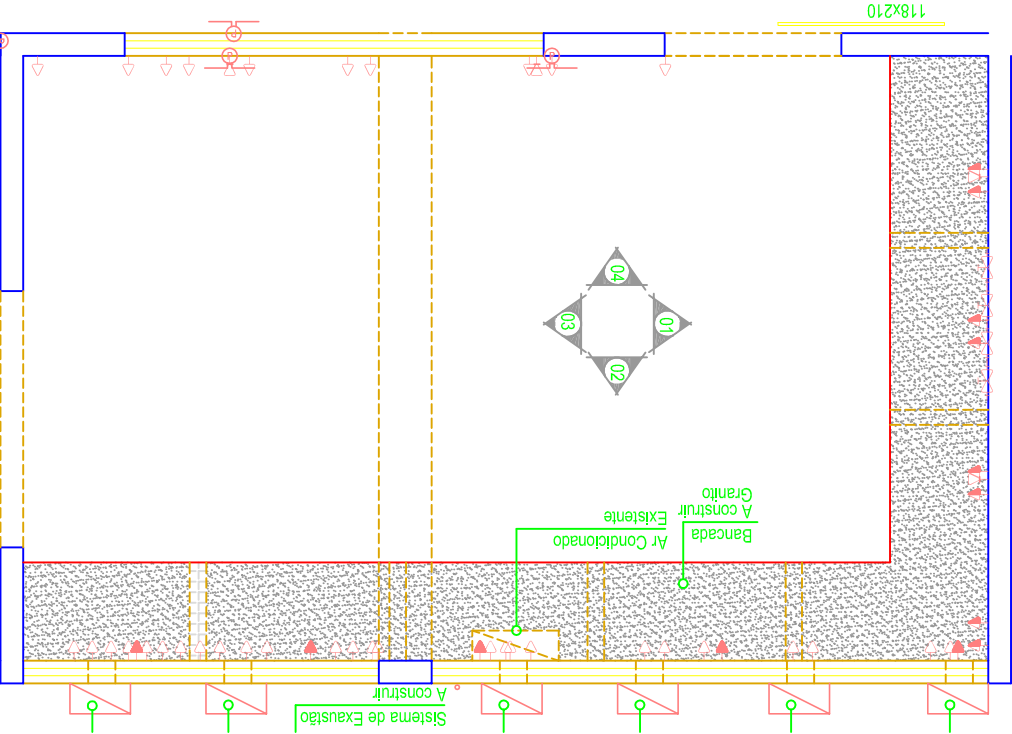 Sistema de Exaustão
A construir
Bancada
A construir
Granito
Ar Condicionado
Existente
02
01
03
04
118x210